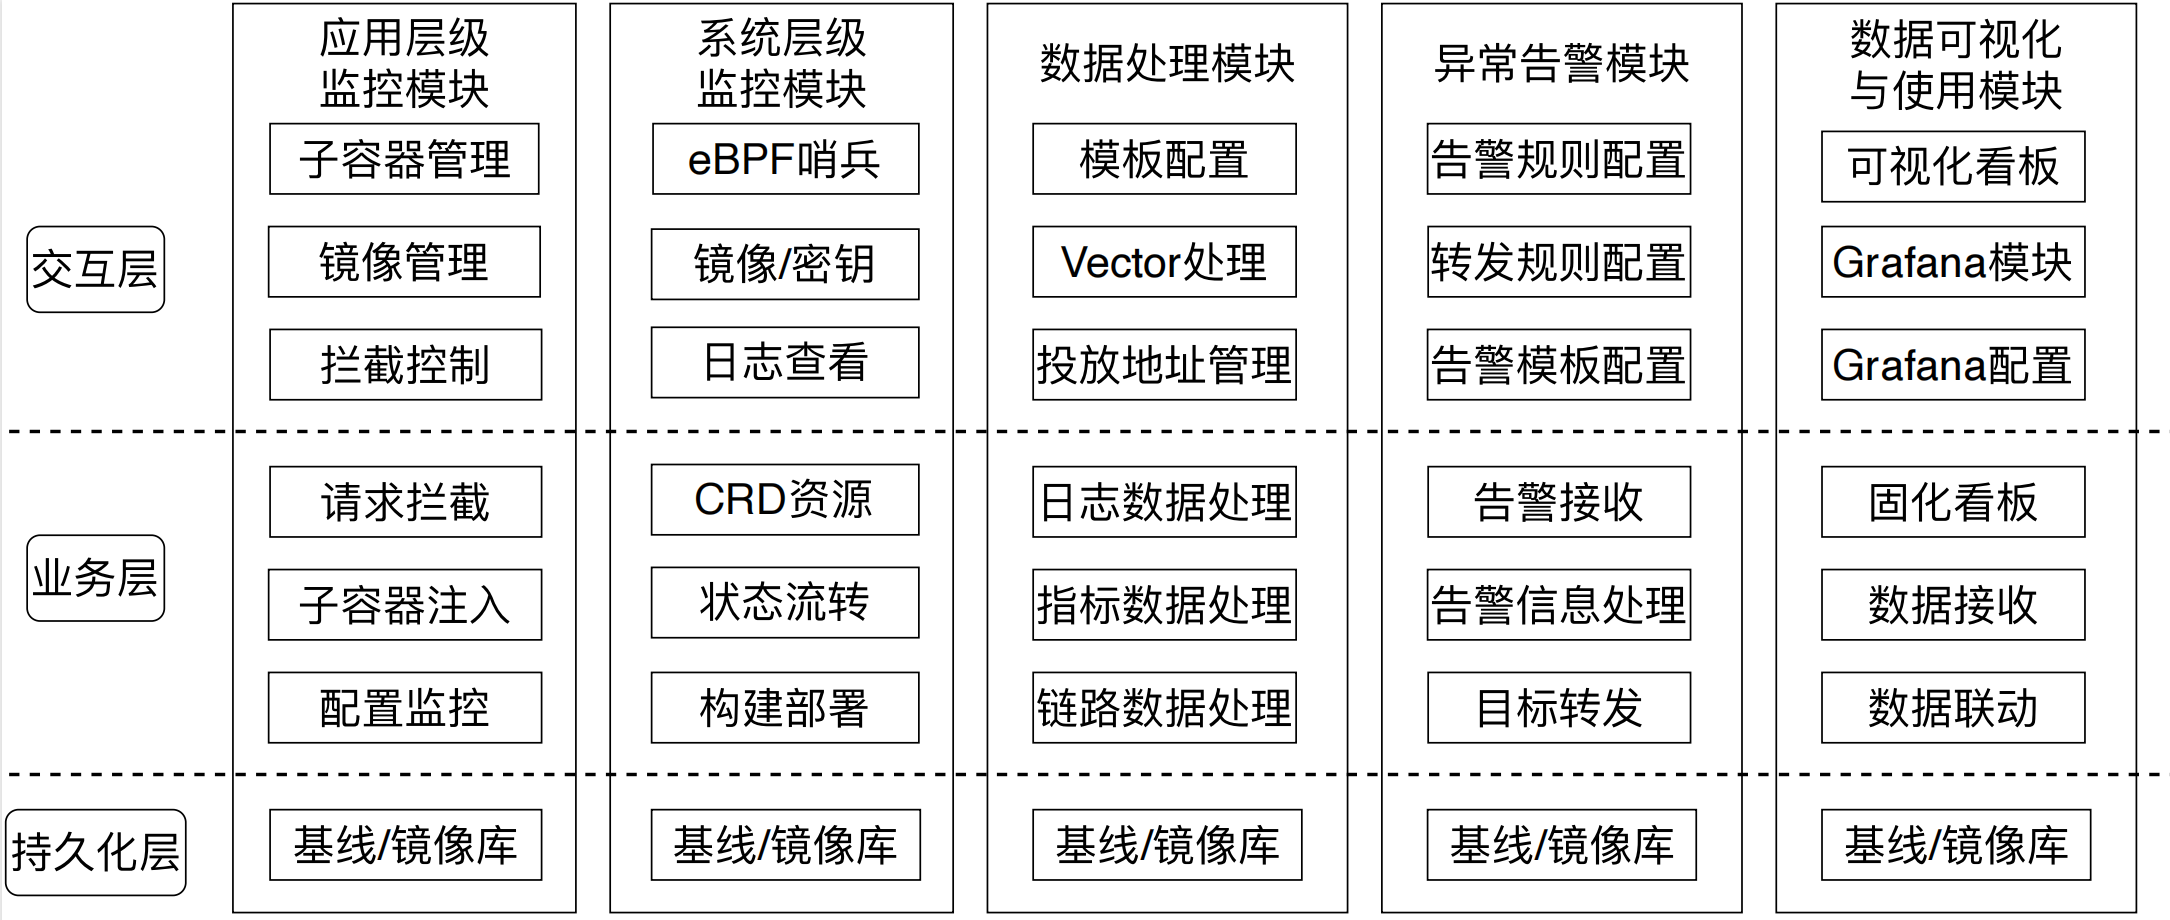 应用层级
监控模块
系统层级
监控模块
数据处理模块
异常告警模块
数据可视化
与使用模块
交互层
子容器管理
eBPF哨兵
模板配置
告警规则配置
可视化看板
镜像管理
镜像/密钥
Vector处理
转发规则配置
Grafana模块
拦截控制
日志查看
投放地址管理
告警模板配置
Grafana配置
业务层
请求拦截
CRD资源
日志数据处理
告警接收
固化看板
子容器注入
状态流转
指标数据处理
告警信息处理
数据接收
配置监控
构建部署
链路数据处理
目标转发
数据联动
持久化层
基线/镜像库
基线/镜像库
基线/镜像库
基线/镜像库
基线/镜像库